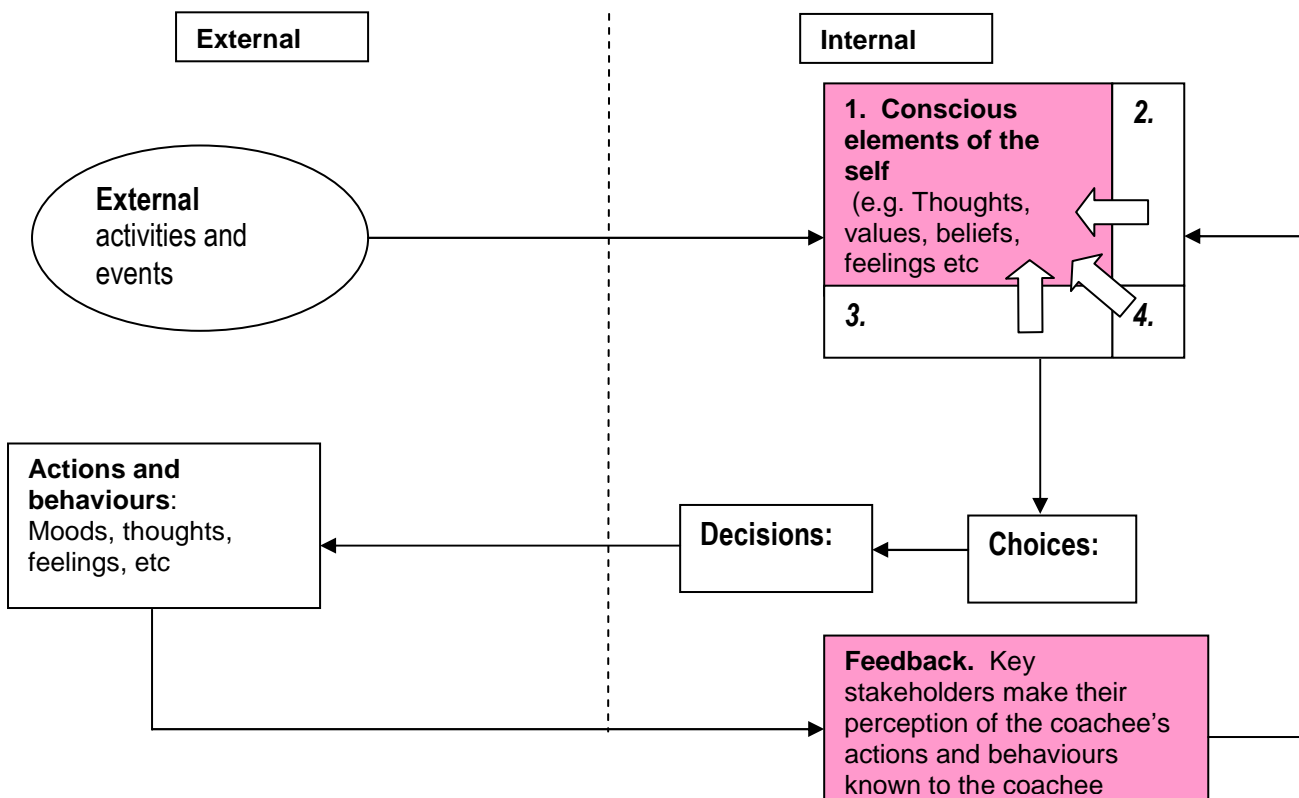 External
Internal
1.  Conscious
elements of the
self
(e.g. Thoughts,
values, beliefs,
feelings etc
2.
3.
4.
External
activities and
events
Actions and
behaviours:
Moods, thoughts,
feelings, etc
Decisions:
Choices:
Feedback.  Key
stakeholders make their
perception of the coachee’s
actions and behaviours
known to the coachee